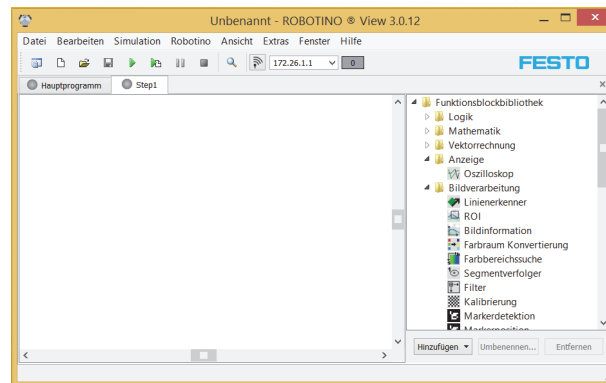 Unbenannt - ROBOTINO ® View 3.0.12
Datei Bearbeiten Simulation Robotino Ansicht Extras Fenster Hilfe
172.26.1.1
0
FESTO
Hauptprogramm
Step1
Funktionsblockbibliothek
Logik
Mathematik
Vektorrechnung
Anzeige
Oszilloskop
Bildverarbeitung
Linienerkenner
ROI
Bildinformation
Farbraum Konvertierung
Farbbereichssuche
Segmentverfolger
Filter
Kalibrierung
Markerdetektion
Markerposition
Hinzufügen Umbenennen... Entfernen